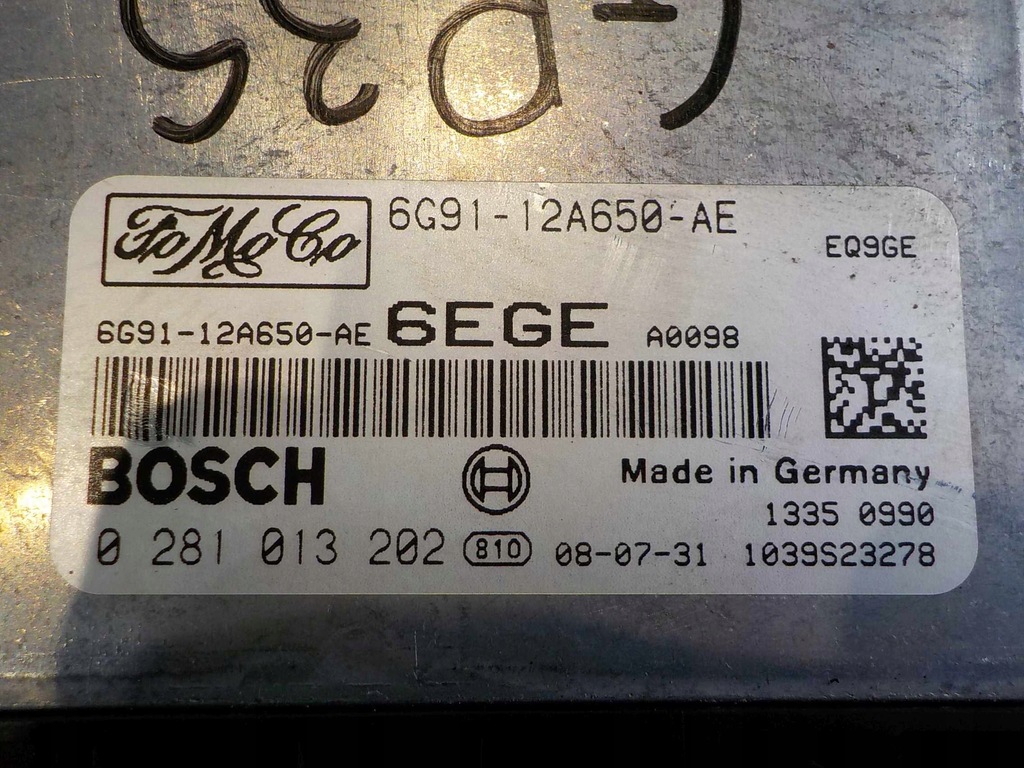 FoMoCo 6G91-12A650-AE
EQ9GE
6G91-12A650-AE 6EGE A0098
BOSCH Made in Germany
1335 0990
0 281 013 202 810 08-07-31 1039S23278